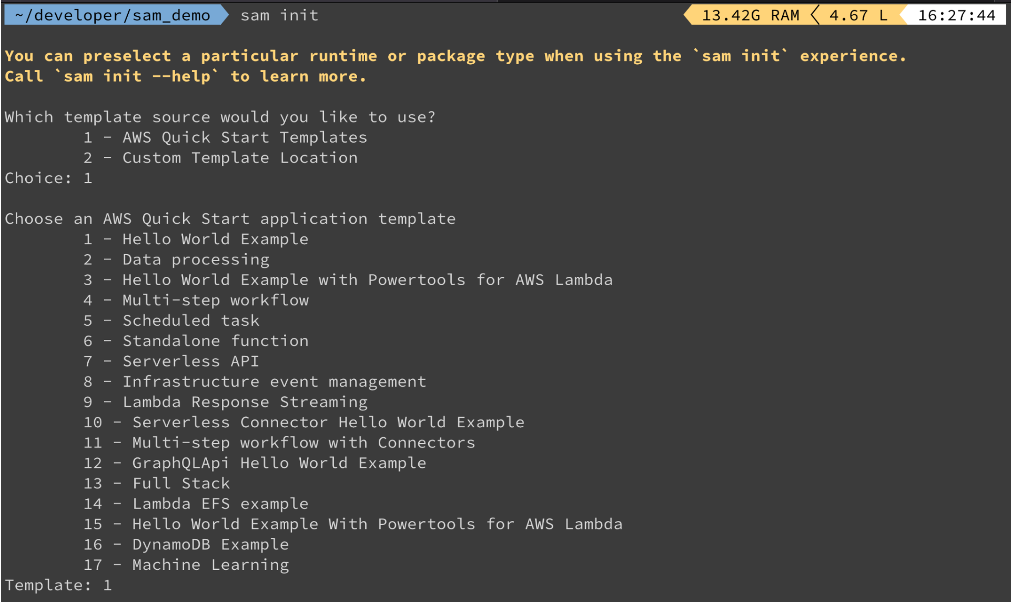 ~/developer/sam_demo sam init 13.42G RAM 4.67 L 16:27:44
You can preselect a particular runtime or package type when using the `sam init` experience.
Call `sam init --help` to learn more.
Which template source would you like to use?
1 - AWS Quick Start Templates
2 - Custom Template Location
Choice: 1
Choose an AWS Quick Start application template
1 - Hello World Example
2 - Data processing
3 - Hello World Example with Powertools for AWS Lambda
4 - Multi-step workflow
5 - Scheduled task
6 - Standalone function
7 - Serverless API
8 - Infrastructure event management
9 - Lambda Response Streaming
10 - Serverless Connector Hello World Example
11 - Multi-step workflow with Connectors
12 - GraphQLApi Hello World Example
13 - Full Stack
14 - Lambda EFS example
15 - Hello World Example With Powertools for AWS Lambda
16 - DynamoDB Example
17 - Machine Learning
Template: 1